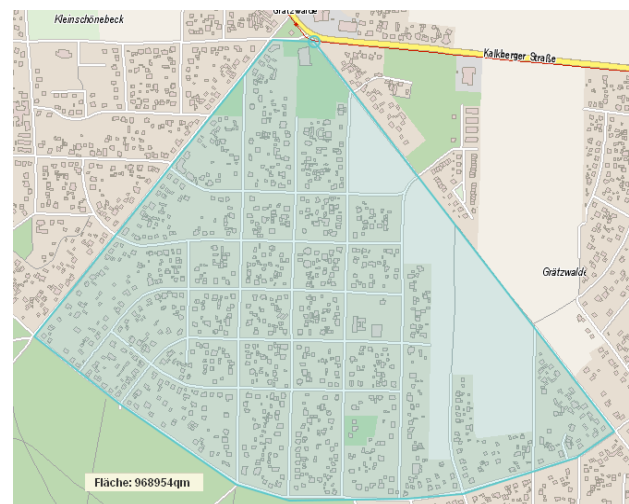 Grätzwalde
Kleinschönebeck
Kalkberger Straße
Grätzwalde
Fläche: 968954qm